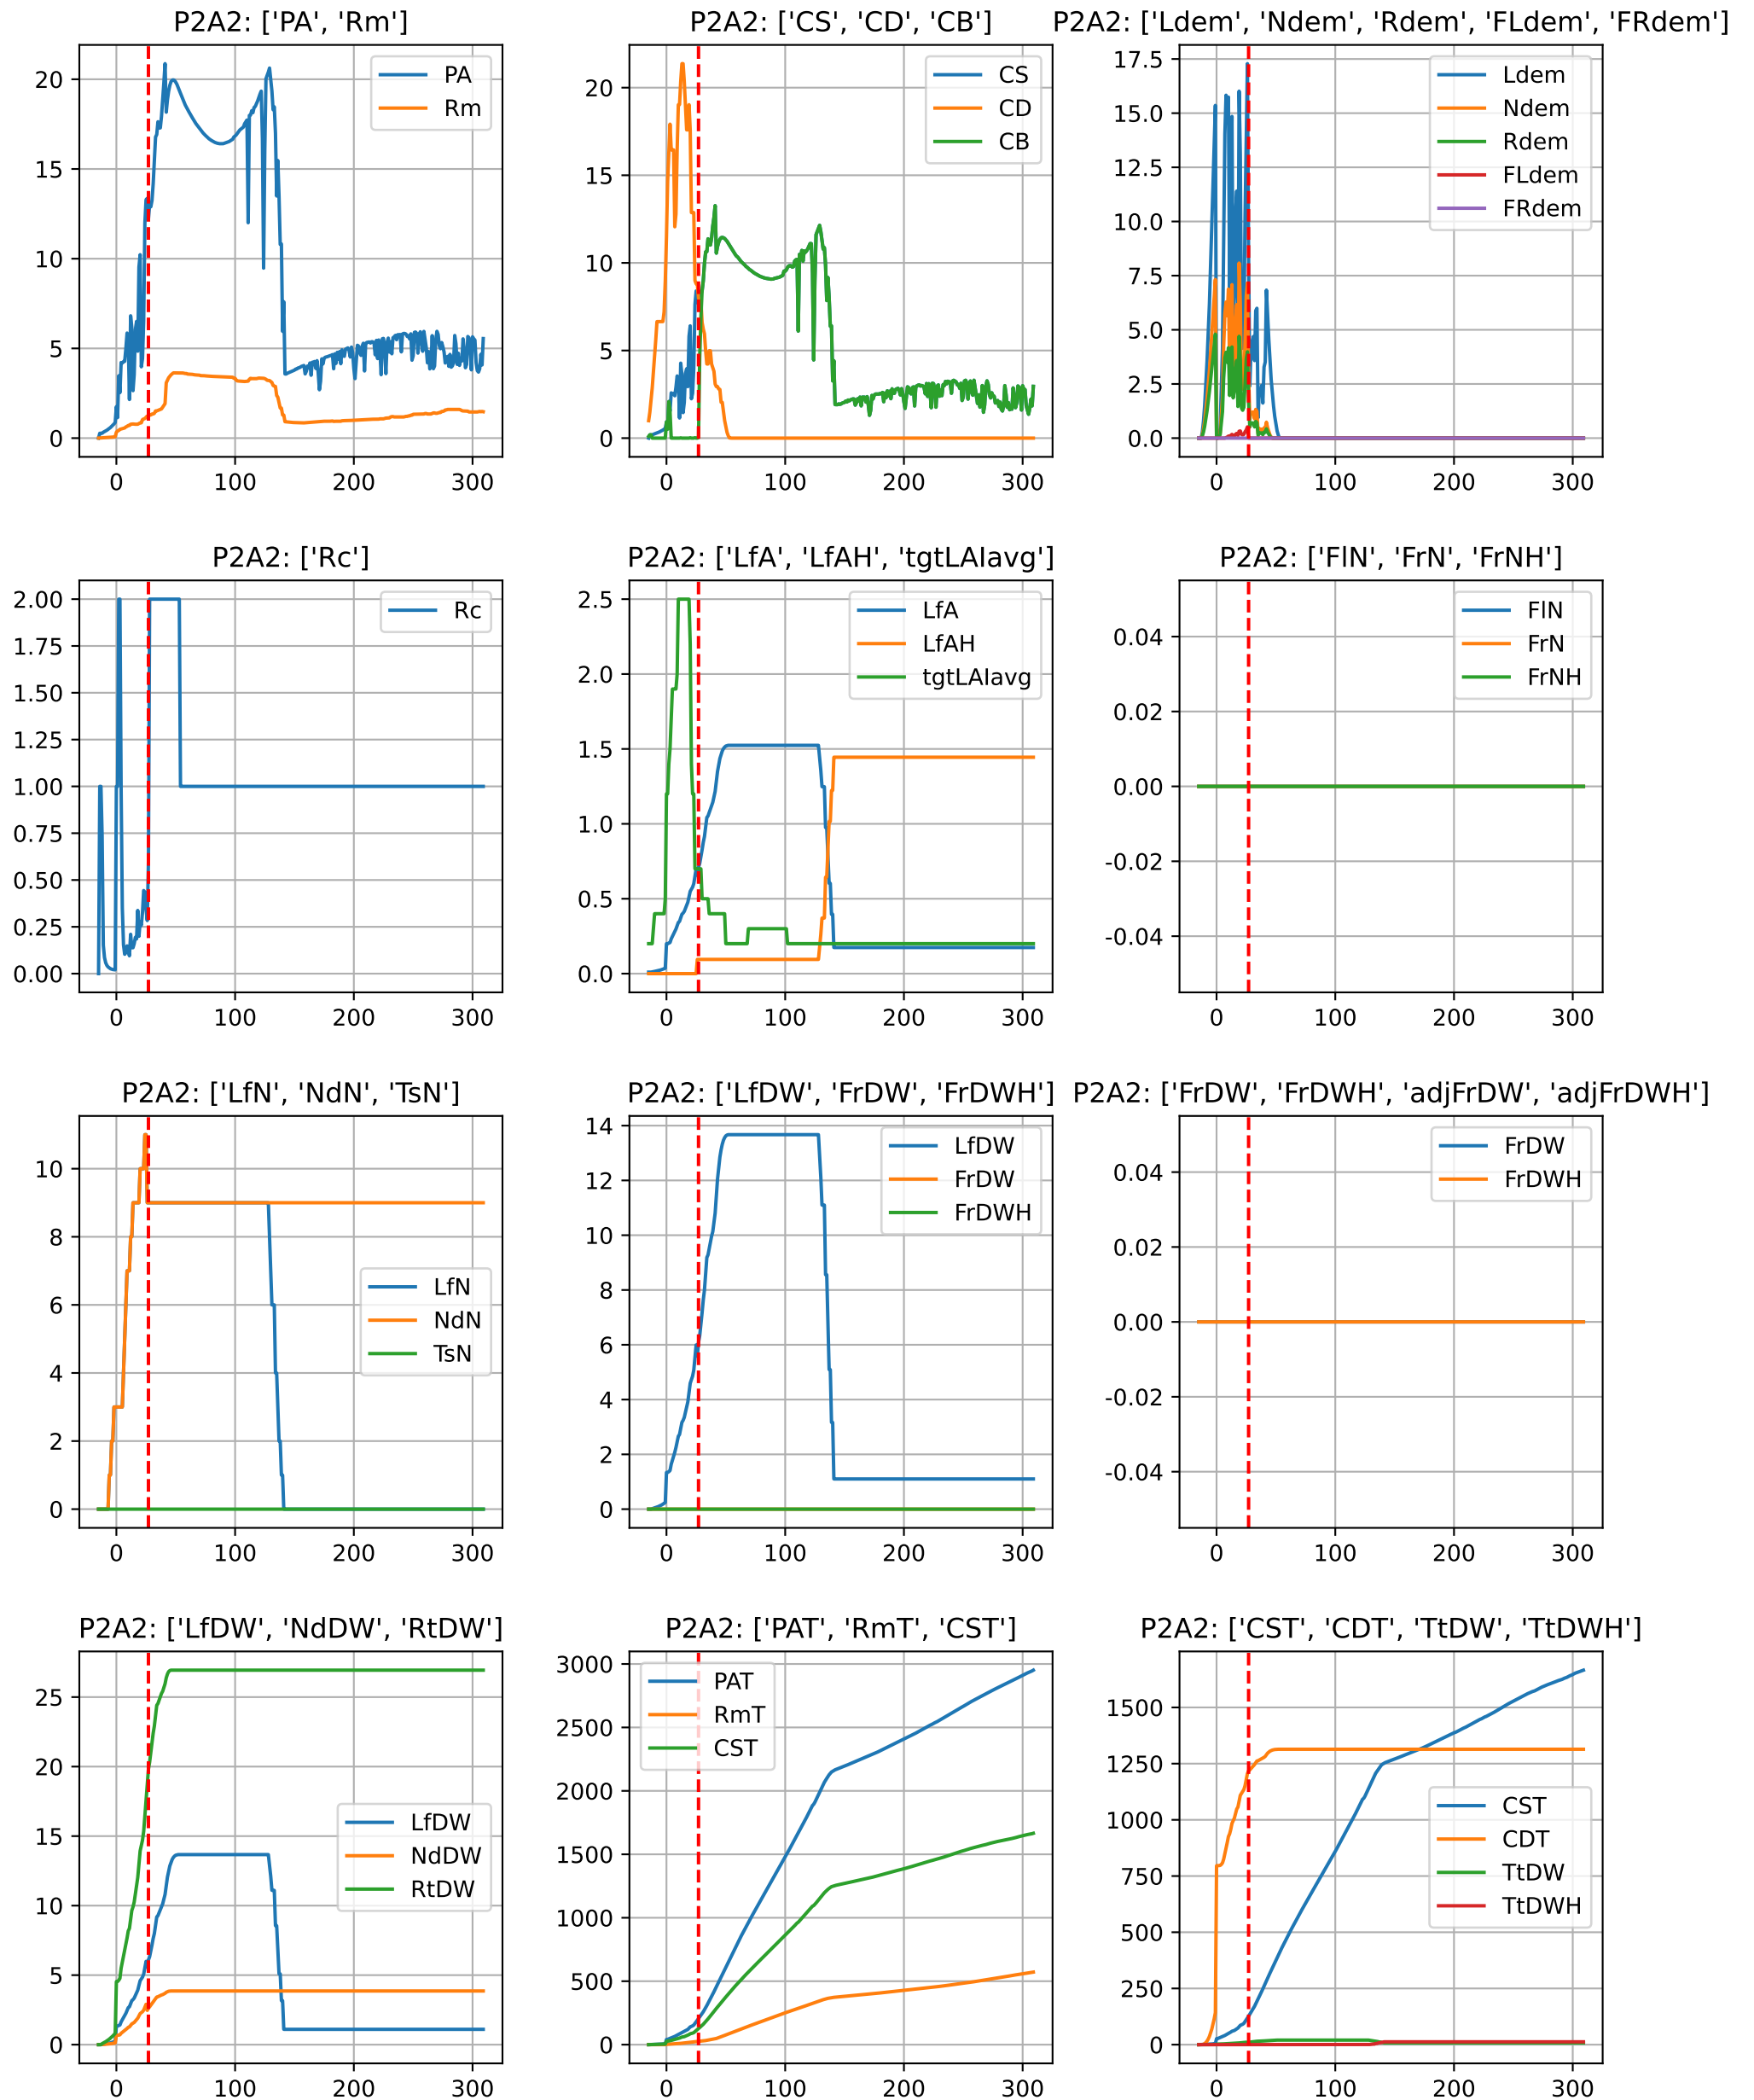 P2A2: ['PA', 'Rm']
20
15
10
5
0
0 100 200 300
PA
Rm
P2A2: ['CS', 'CD', 'CB']
20
15
10
5
0
0 100 200 300
CS
CD
CB
P2A2: ['Ldem', 'Ndem', 'Rdem', 'FLdem', 'FRdem']
17.5
15.0
12.5
10.0
7.5
5.0
2.5
0.0
0 100 200 300
Ldem
Ndem
Rdem
FLdem
FRdem
P2A2: ['Rc']
2.00
1.75
1.50
1.25
1.00
0.75
0.50
0.25
0.00
0 100 200 300
Rc
P2A2: ['LfA', 'LfAH', 'tgtLAIavg']
2.5
2.0
1.5
1.0
0.5
0.0
0 100 200 300
LfA
LfAH
tgtLAIavg
P2A2: ['FlN', 'FrN', 'FrNH']
0.04
0.02
0.00
-0.02
-0.04
0 100 200 300
FlN
FrN
FrNH
P2A2: ['LfN', 'NdN', 'TsN']
10
8
6
4
2
0
0 100 200 300
LfN
NdN
TsN
P2A2: ['LfDW', 'FrDW', 'FrDWH']
14
12
10
8
6
4
2
0
0 100 200 300
LfDW
FrDW
FrDWH
P2A2: ['FrDW', 'FrDWH', 'adjFrDW', 'adjFrDWH']
0.04
0.02
0.00
-0.02
-0.04
0 100 200 300
FrDW
FrDWH
P2A2: ['LfDW', 'NdDW', 'RtDW']
25
20
15
10
5
0
0 100 200 300
LfDW
NdDW
RtDW
P2A2: ['PAT', 'RmT', 'CST']
3000
2500
2000
1500
1000
500
0
0 100 200 300
PAT
RmT
CST
P2A2: ['CST', 'CDT', 'TtDW', 'TtDWH']
1500
1250
1000
750
500
250
0
0 100 200 300
CST
CDT
TtDW
TtDWH